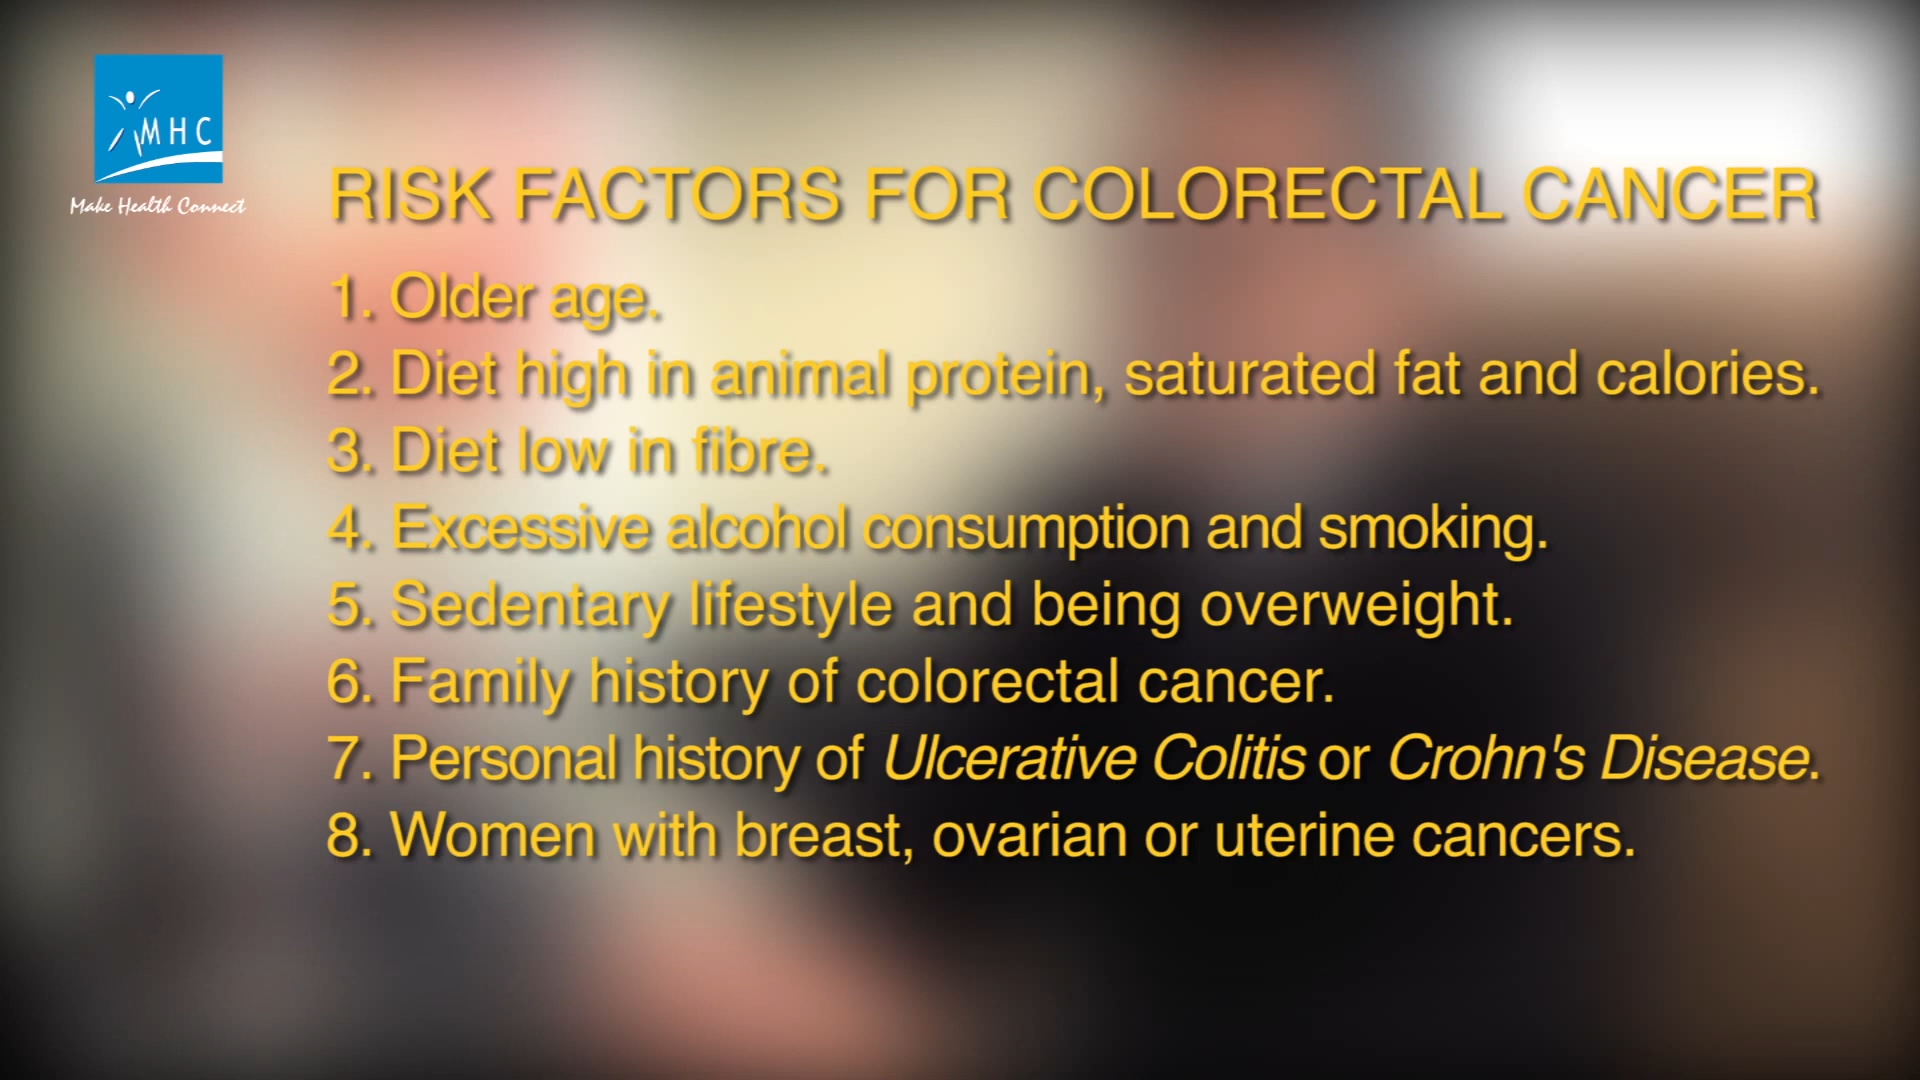 MHC
Make Health Connect
RISK FACTORS FOR COLORECTAL CANCER
1. Older age.
2. Diet high in animal protein, saturated fat and calories.
3. Diet low in fibre.
4. Excessive alcohol consumption and smoking.
5. Sedentary lifestyle and being overweight.
6. Family history of colorectal cancer.
7. Personal history of Ulcerative Colitis or Crohn's Disease.
8. Women with breast, ovarian or uterine cancers.